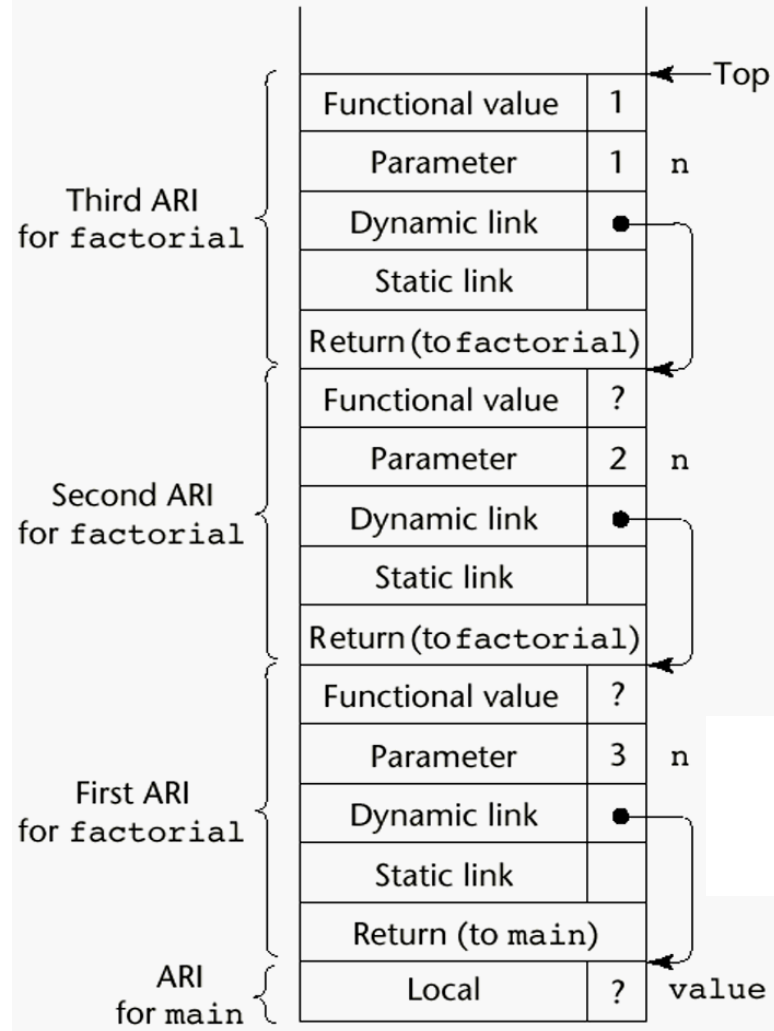 Top
Functional value 1
Parameter 1 n
Third ARI
for factorial
Dynamic link
Static link
Return (to factorial)
Functional value ?
Parameter 2 n
Second ARI
for factorial
Dynamic link
Static link
Return (to factorial)
Functional value ?
Parameter 3 n
First ARI
for factorial
Dynamic link
Static link
Return (to main)
ARI
for main
Local ? value